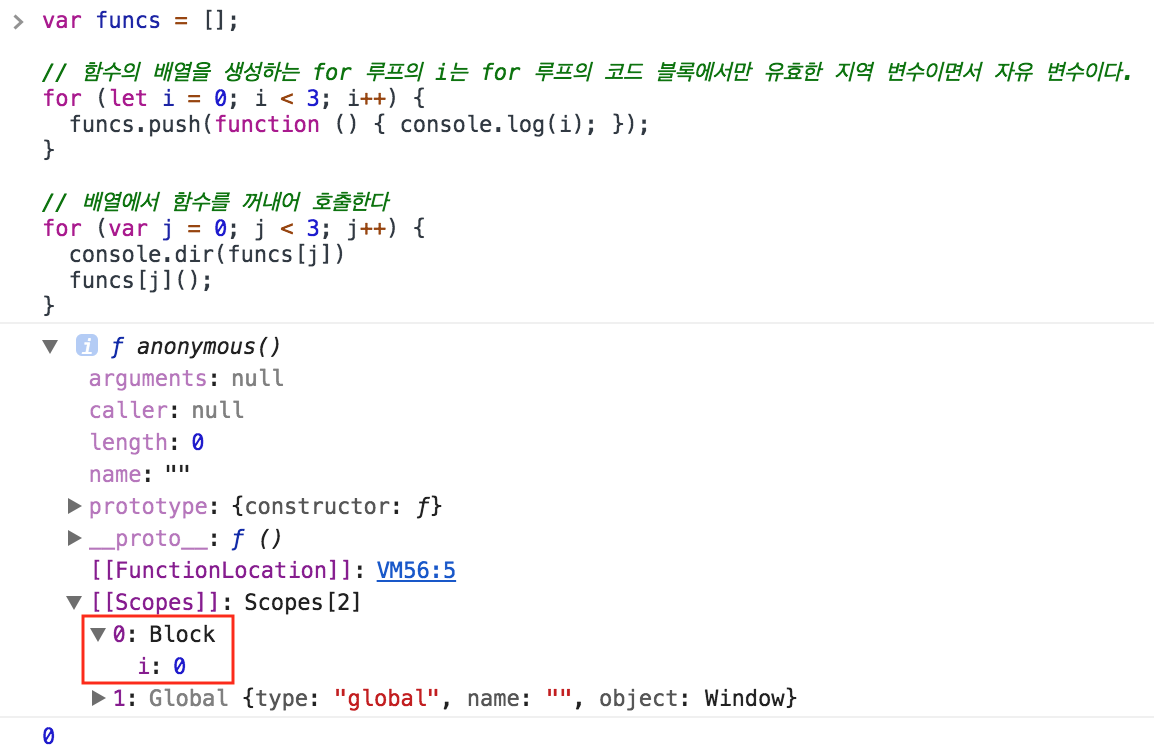 > var funcs = [];
// 함수의 배열을 생성하는 for 루프의 i는 for 루프의 코드 블록에서만 유효한 지역 변수이면서 자유 변수이다.
for (let i = 0; i < 3; i++) {
  funcs.push(function () { console.log(i); });
}
// 배열에서 함수를 꺼내어 호출한다
for (var j = 0; j < 3; j++) {
  console.dir(funcs[j])
  funcs[j]();
}
▼ i ƒ anonymous()
arguments: null
caller: null
length: 0
name: ""
▶ prototype: {constructor: ƒ}
▶ __proto__: ƒ ()
[[FunctionLocation]]: VM56:5
▼ [[Scopes]]: Scopes[2]
▼ 0: Block
i: 0
▶ 1: Global {type: "global", name: "", object: Window}
0